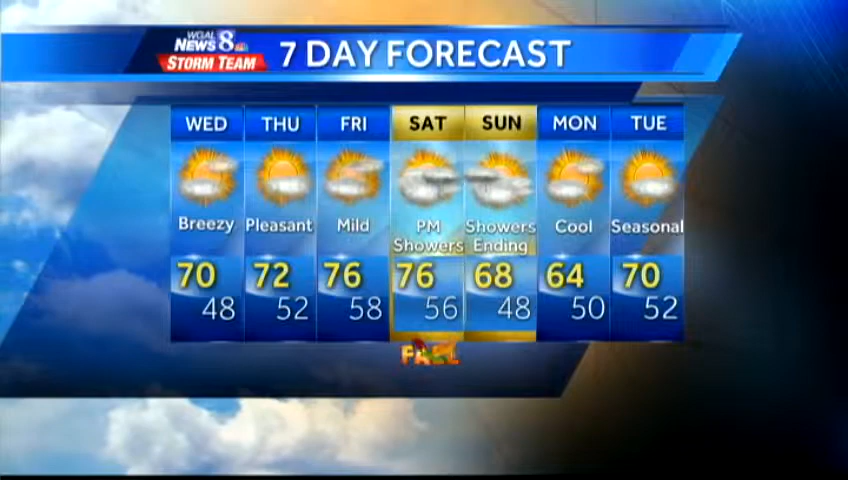 WGAL
NEWS 8
STORM TEAM
7 DAY FORECAST
WED THU FRI SAT SUN MON TUE
Breezy Pleasant Mild PM Showers Cool Seasonal
Showers Ending
70 72 76 76 68 64 70
48 52 58 56 48 50 52
FALL